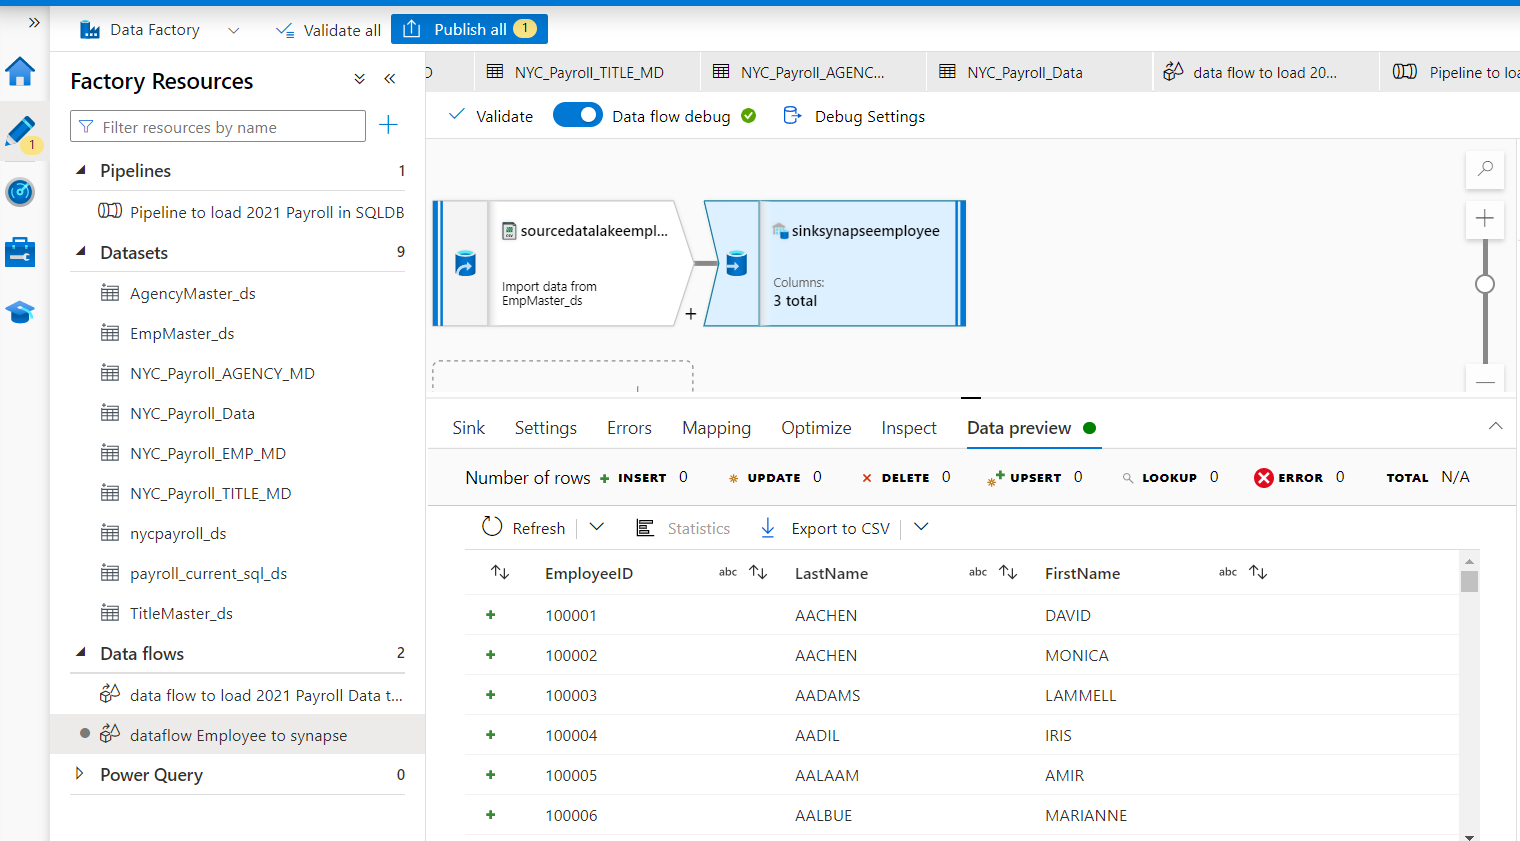 Data Factory
Validate all
Publish all 1
Factory Resources
Filter resources by name
1
Pipelines 1
Pipeline to load 2021 Payroll in SQLDB
Datasets 9
AgencyMaster_ds
EmpMaster_ds
NYC_Payroll_AGENCY_MD
NYC_Payroll_Data
NYC_Payroll_EMP_MD
NYC_Payroll_TITLE_MD
nycpayroll_ds
payroll_current_sql_ds
TitleMaster_ds
Data flows 2
data flow to load 2021 Payroll Data t...
dataflow Employee to synapse
Power Query 0
D NYC_Payroll_TITLE_MD NYC_Payroll_AGENC... NYC_Payroll_Data data flow to load 20... Pipeline to loa
Validate Data flow debug Debug Settings
sourcedatalakeempl...
Import data from
EmpMaster_ds
+
sinksynapseemployee
Columns:
3 total
Sink Settings Errors Mapping Optimize Inspect Data preview
Number of rows + INSERT 0 UPDATE 0 DELETE 0 UPSERT 0 LOOKUP 0 ERROR 0 TOTAL N/A
Refresh Statistics Export to CSV
EmployeeID abc LastName abc FirstName abc
+ 100001 AACHEN DAVID
+ 100002 AACHEN MONICA
+ 100003 AADAMS LAMMELL
+ 100004 AADIL IRIS
+ 100005 AALAAM AMIR
+ 100006 AALBUE MARIANNE